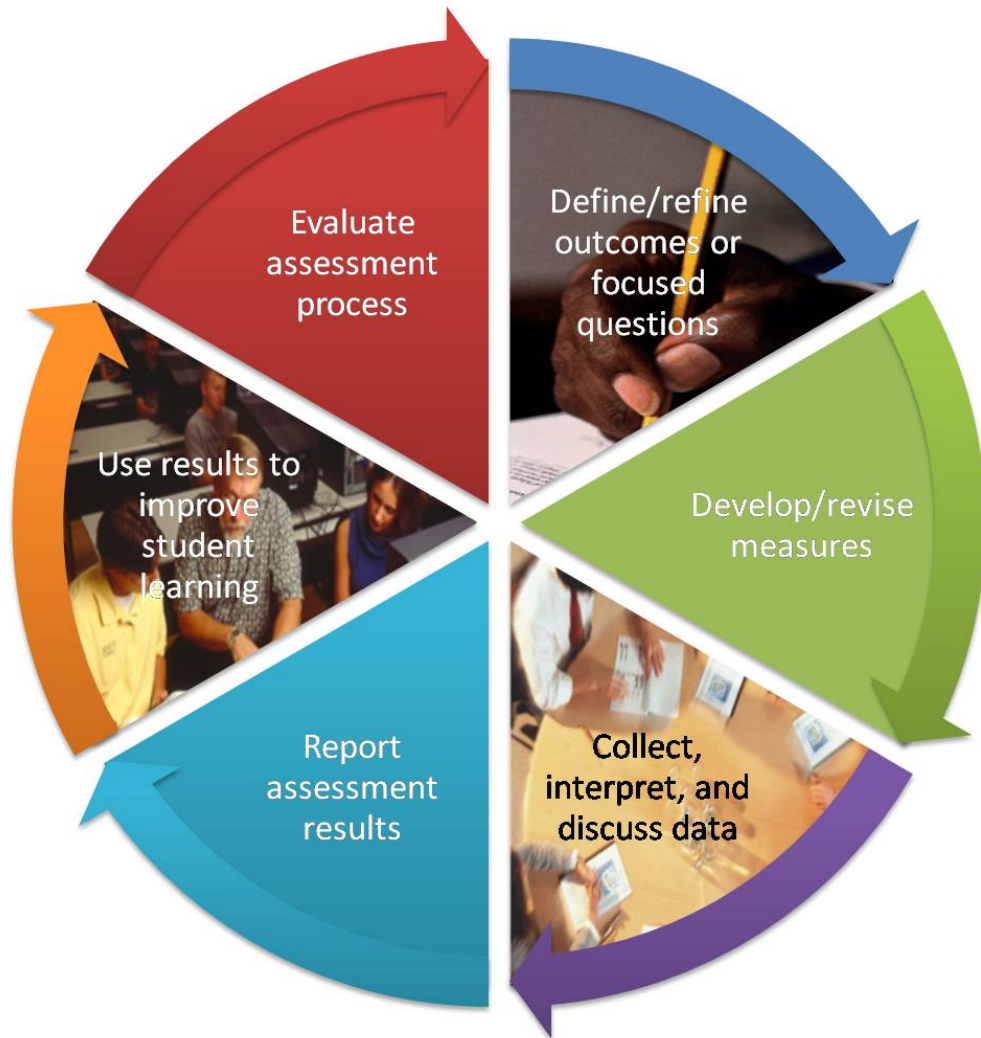 Define/refine
outcomes or
focused
questions
Develop/revise
measures
Collect,
interpret, and
discuss data
Report
assessment
results
Use results to
improve
student
learning
Evaluate
assessment
process